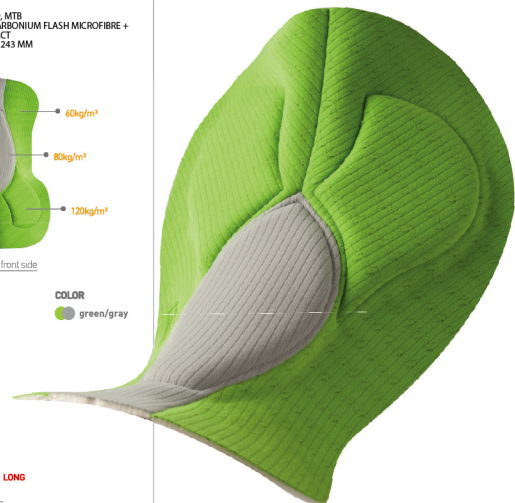 , MTB
ARBONIUM FLASH MICROFIBRE +
CT
243 MM
60kg/m³
80kg/m³
120kg/m³
front side
COLOR
green/gray
LONG